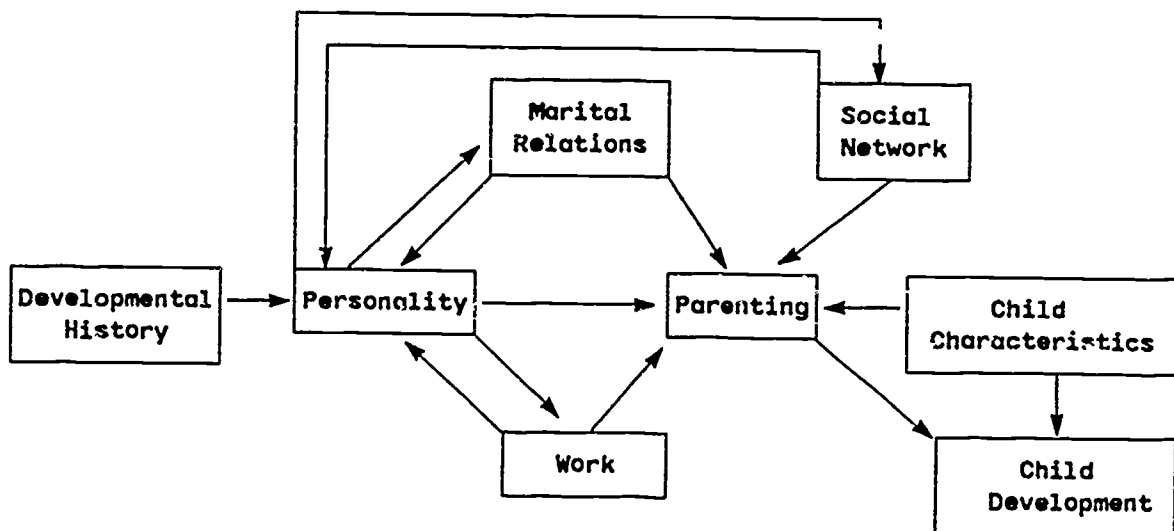 Marital
Relations
Social
Network
Developmental
History
Personality
Parenting
Child
Characteristics
Work
Child
Development